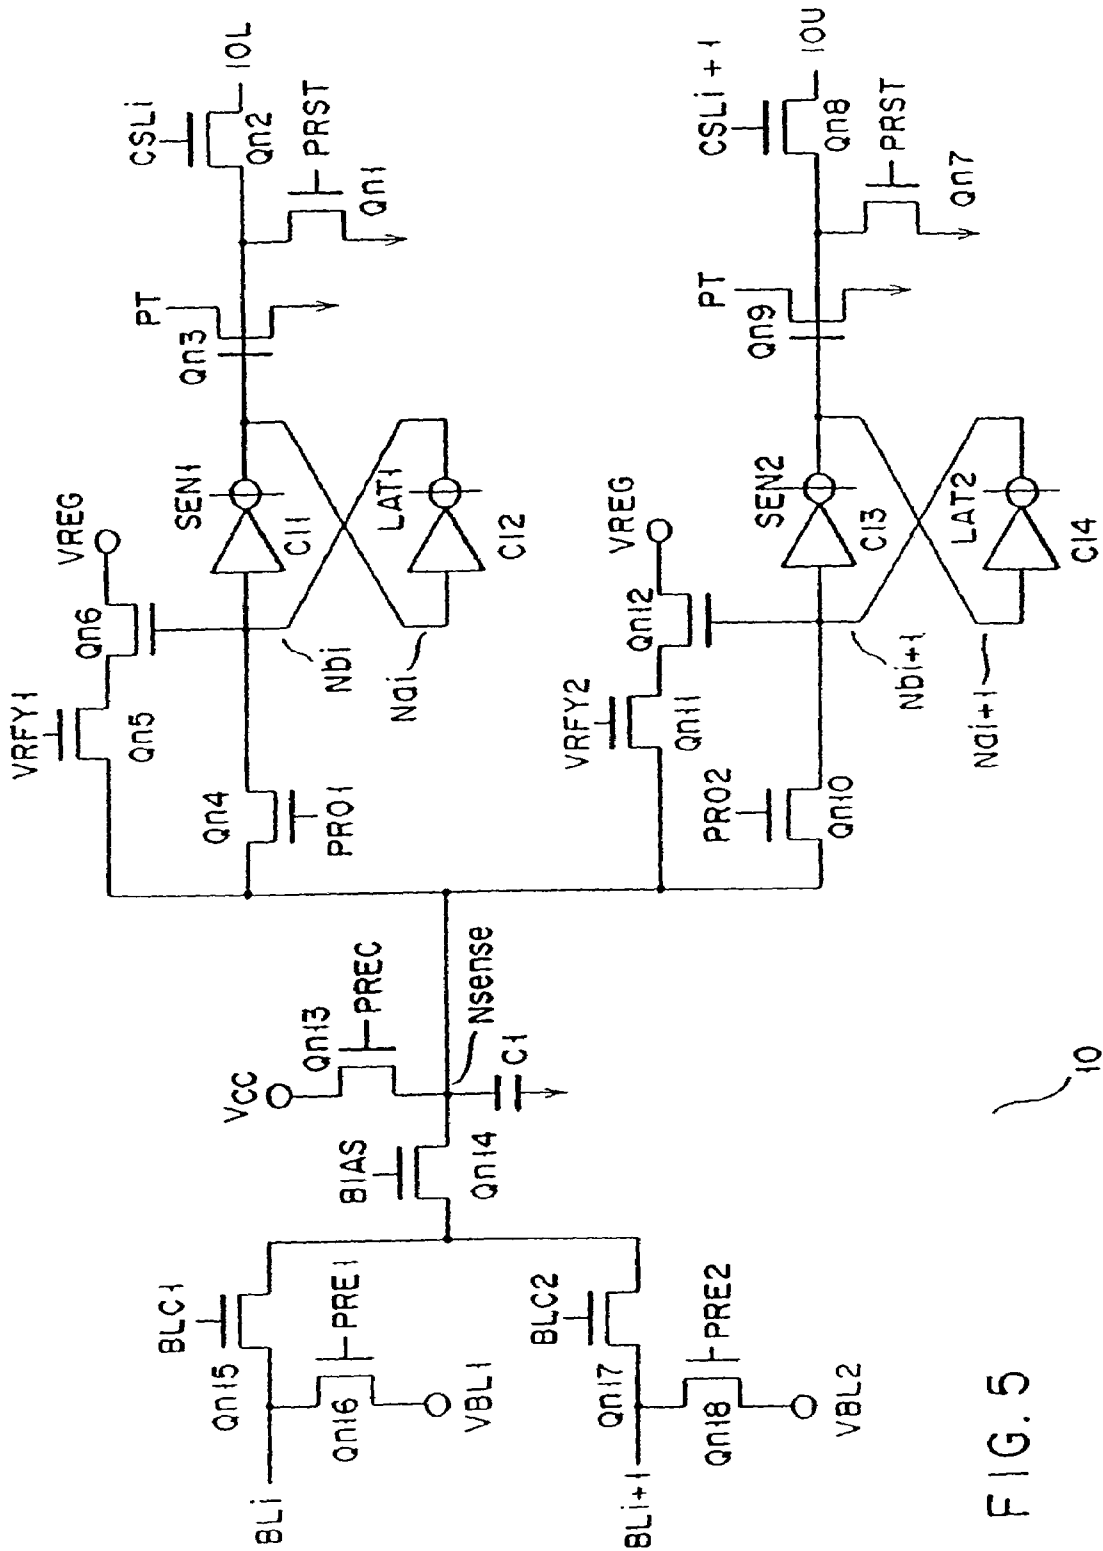 BLi
Qn15
BLC1
Qn16
PRE1
VBL1
BLi+1
Qn17
BLC2
Qn18
PRE2
VBL2
BIAS
Qn14
VCC
Qn13
PREC
Nsense
C1
VRFY1
Qn5
Qn6
VREG
Qn4
PRO1
Nbi
Nai
SEN1
CI1
LAT1
CI2
PT
Qn3
CSLi
Qn2
IOL
PRST
Qn1
VRFY2
Qn11
Qn12
VREG
PRO2
Qn10
Nbi+1
Nai+1
SEN2
CI3
LAT2
CI4
PT
Qn9
CSLi+1
Qn8
IOU
PRST
Qn7
10
FIG. 5